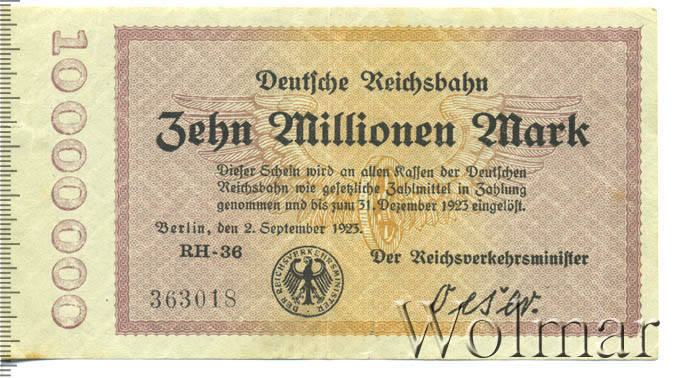 10000000
Deutsche Reichsbahn
Zehn Millionen Mark
Dieser Schein wird an allen Kassen der Deutschen
Reichsbahn wie gesetzliche Zahlmittel in Zahlung
genommen und bis zum 31. Dezember 1923 eingelöst.
Berlin, den 2. September 1923.
RH-36
Der Reichsverkehrsminister
363018
DER REICHSVERKEHRSMINISTER
Wolmar